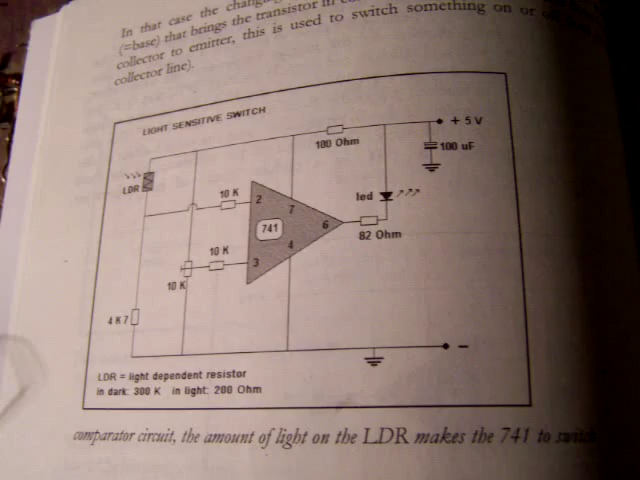 In that case the
(=base) that brings the transistor in
collector to emitter, this is used to switch something on or
collector line).
LIGHT SENSITIVE SWITCH
+ 5 V
100 Ohm
100 uF
LDR
10 K
led
2
7
741
6
82 Ohm
4
10 K
3
10 K
4 K 7
-
LDR = light dependent resistor
in dark: 300 K in light: 200 Ohm
comparator circuit, the amount of light on the LDR makes the 741 to switch